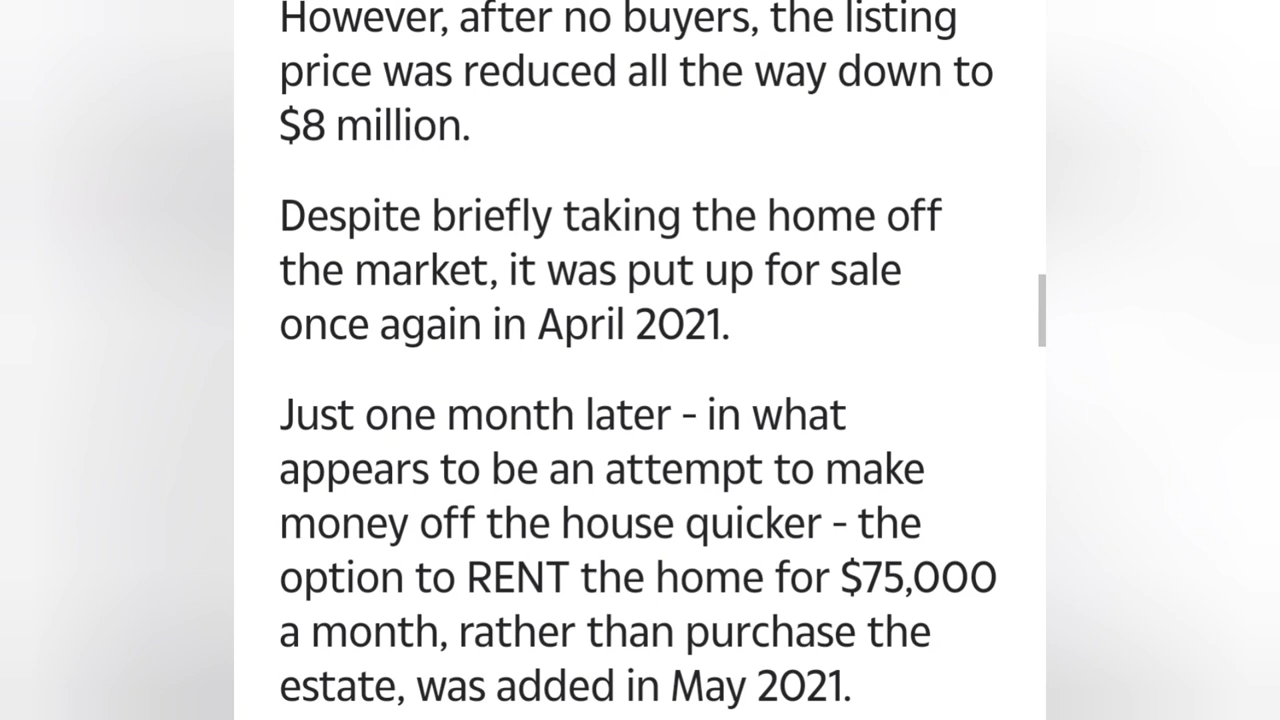 However, after no buyers, the listing
price was reduced all the way down to
$8 million.
Despite briefly taking the home off
the market, it was put up for sale
once again in April 2021.
Just one month later - in what
appears to be an attempt to make
money off the house quicker - the
option to RENT the home for $75,000
a month, rather than purchase the
estate, was added in May 2021.